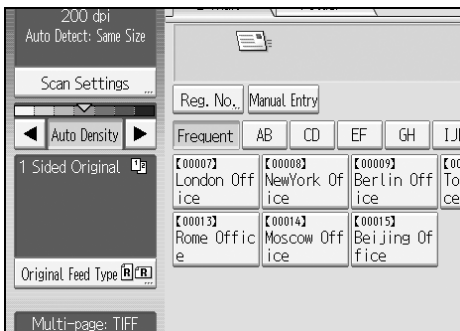 200 dpi
Auto Detect: Same Size
Scan Settings ...
Reg. No... Manual Entry
◀ Auto Density ▶
Frequent AB CD EF GH
1 Sided Original
【00007】 【00008】 【00009】
London Off NewYork Of Berlin Off To
ice ice ice ce
【00013】 【00014】 【00015】
Rome Offic Moscow Off Beijing Of
e ice fice
Original Feed Type
Multi-page: TIFF